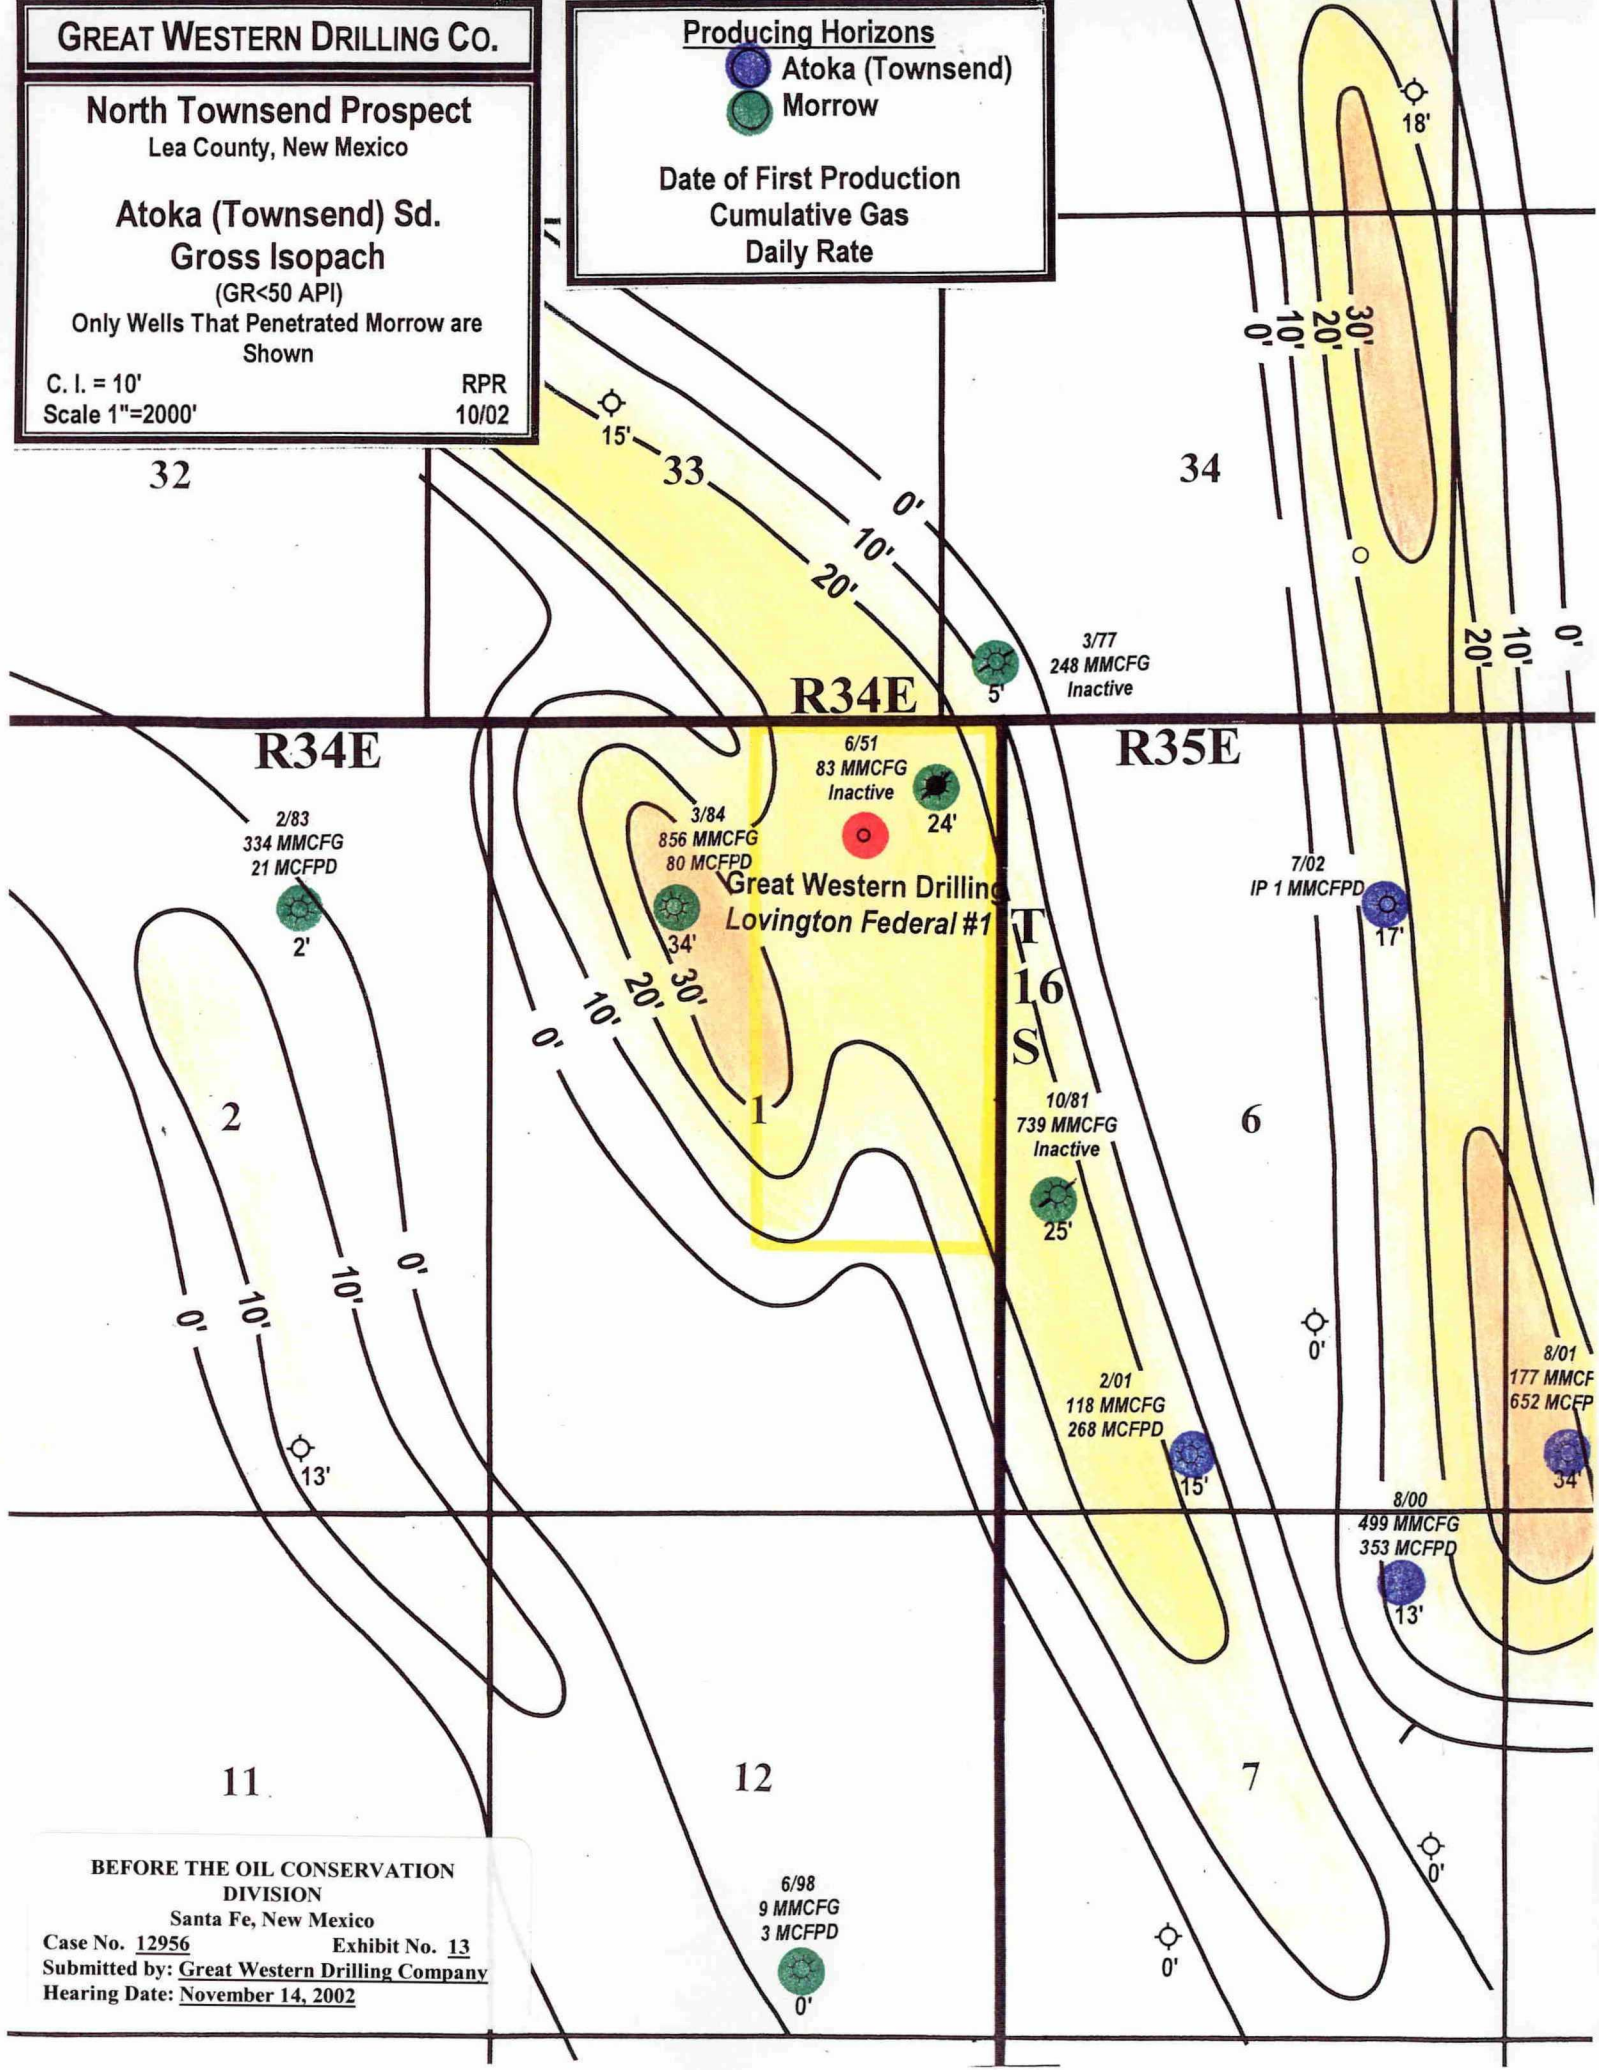 GREAT WESTERN DRILLING CO.
North Townsend Prospect
Lea County, New Mexico
Atoka (Townsend) Sd.
Gross Isopach
(GR<50 API)
Only Wells That Penetrated Morrow are
Shown
C. I. = 10' RPR
Scale 1"=2000' 10/02
Producing Horizons
Atoka (Townsend)
Morrow
Date of First Production
Cumulative Gas
Daily Rate
18'
0'
10'
20'
30'
15'
32
33
34
0'
10'
20'
20'
10'
0'
3/77
248 MMCFG
Inactive
5'
R34E
R34E
R35E
6/51
83 MMCFG
Inactive
24'
2/83
334 MMCFG
21 MCFPD
2'
3/84
856 MMCFG
80 MCFPD
34'
Great Western Drilling
Lovington Federal #1
T
16
S
7/02
IP 1 MMCFPD
17'
0'
10'
20'
30'
2
1
6
10/81
739 MMCFG
Inactive
25'
0'
10'
10'
0'
0'
2/01
118 MMCFG
268 MMCFPD
15'
8/01
177 MMCF
652 MCFP
34'
13'
8/00
499 MMCFG
353 MCFPD
13'
11
12
7
0'
0'
6/98
9 MMCFG
3 MCFPD
0'
BEFORE THE OIL CONSERVATION
DIVISION
Santa Fe, New Mexico
Case No. 12956 Exhibit No. 13
Submitted by: Great Western Drilling Company
Hearing Date: November 14, 2002